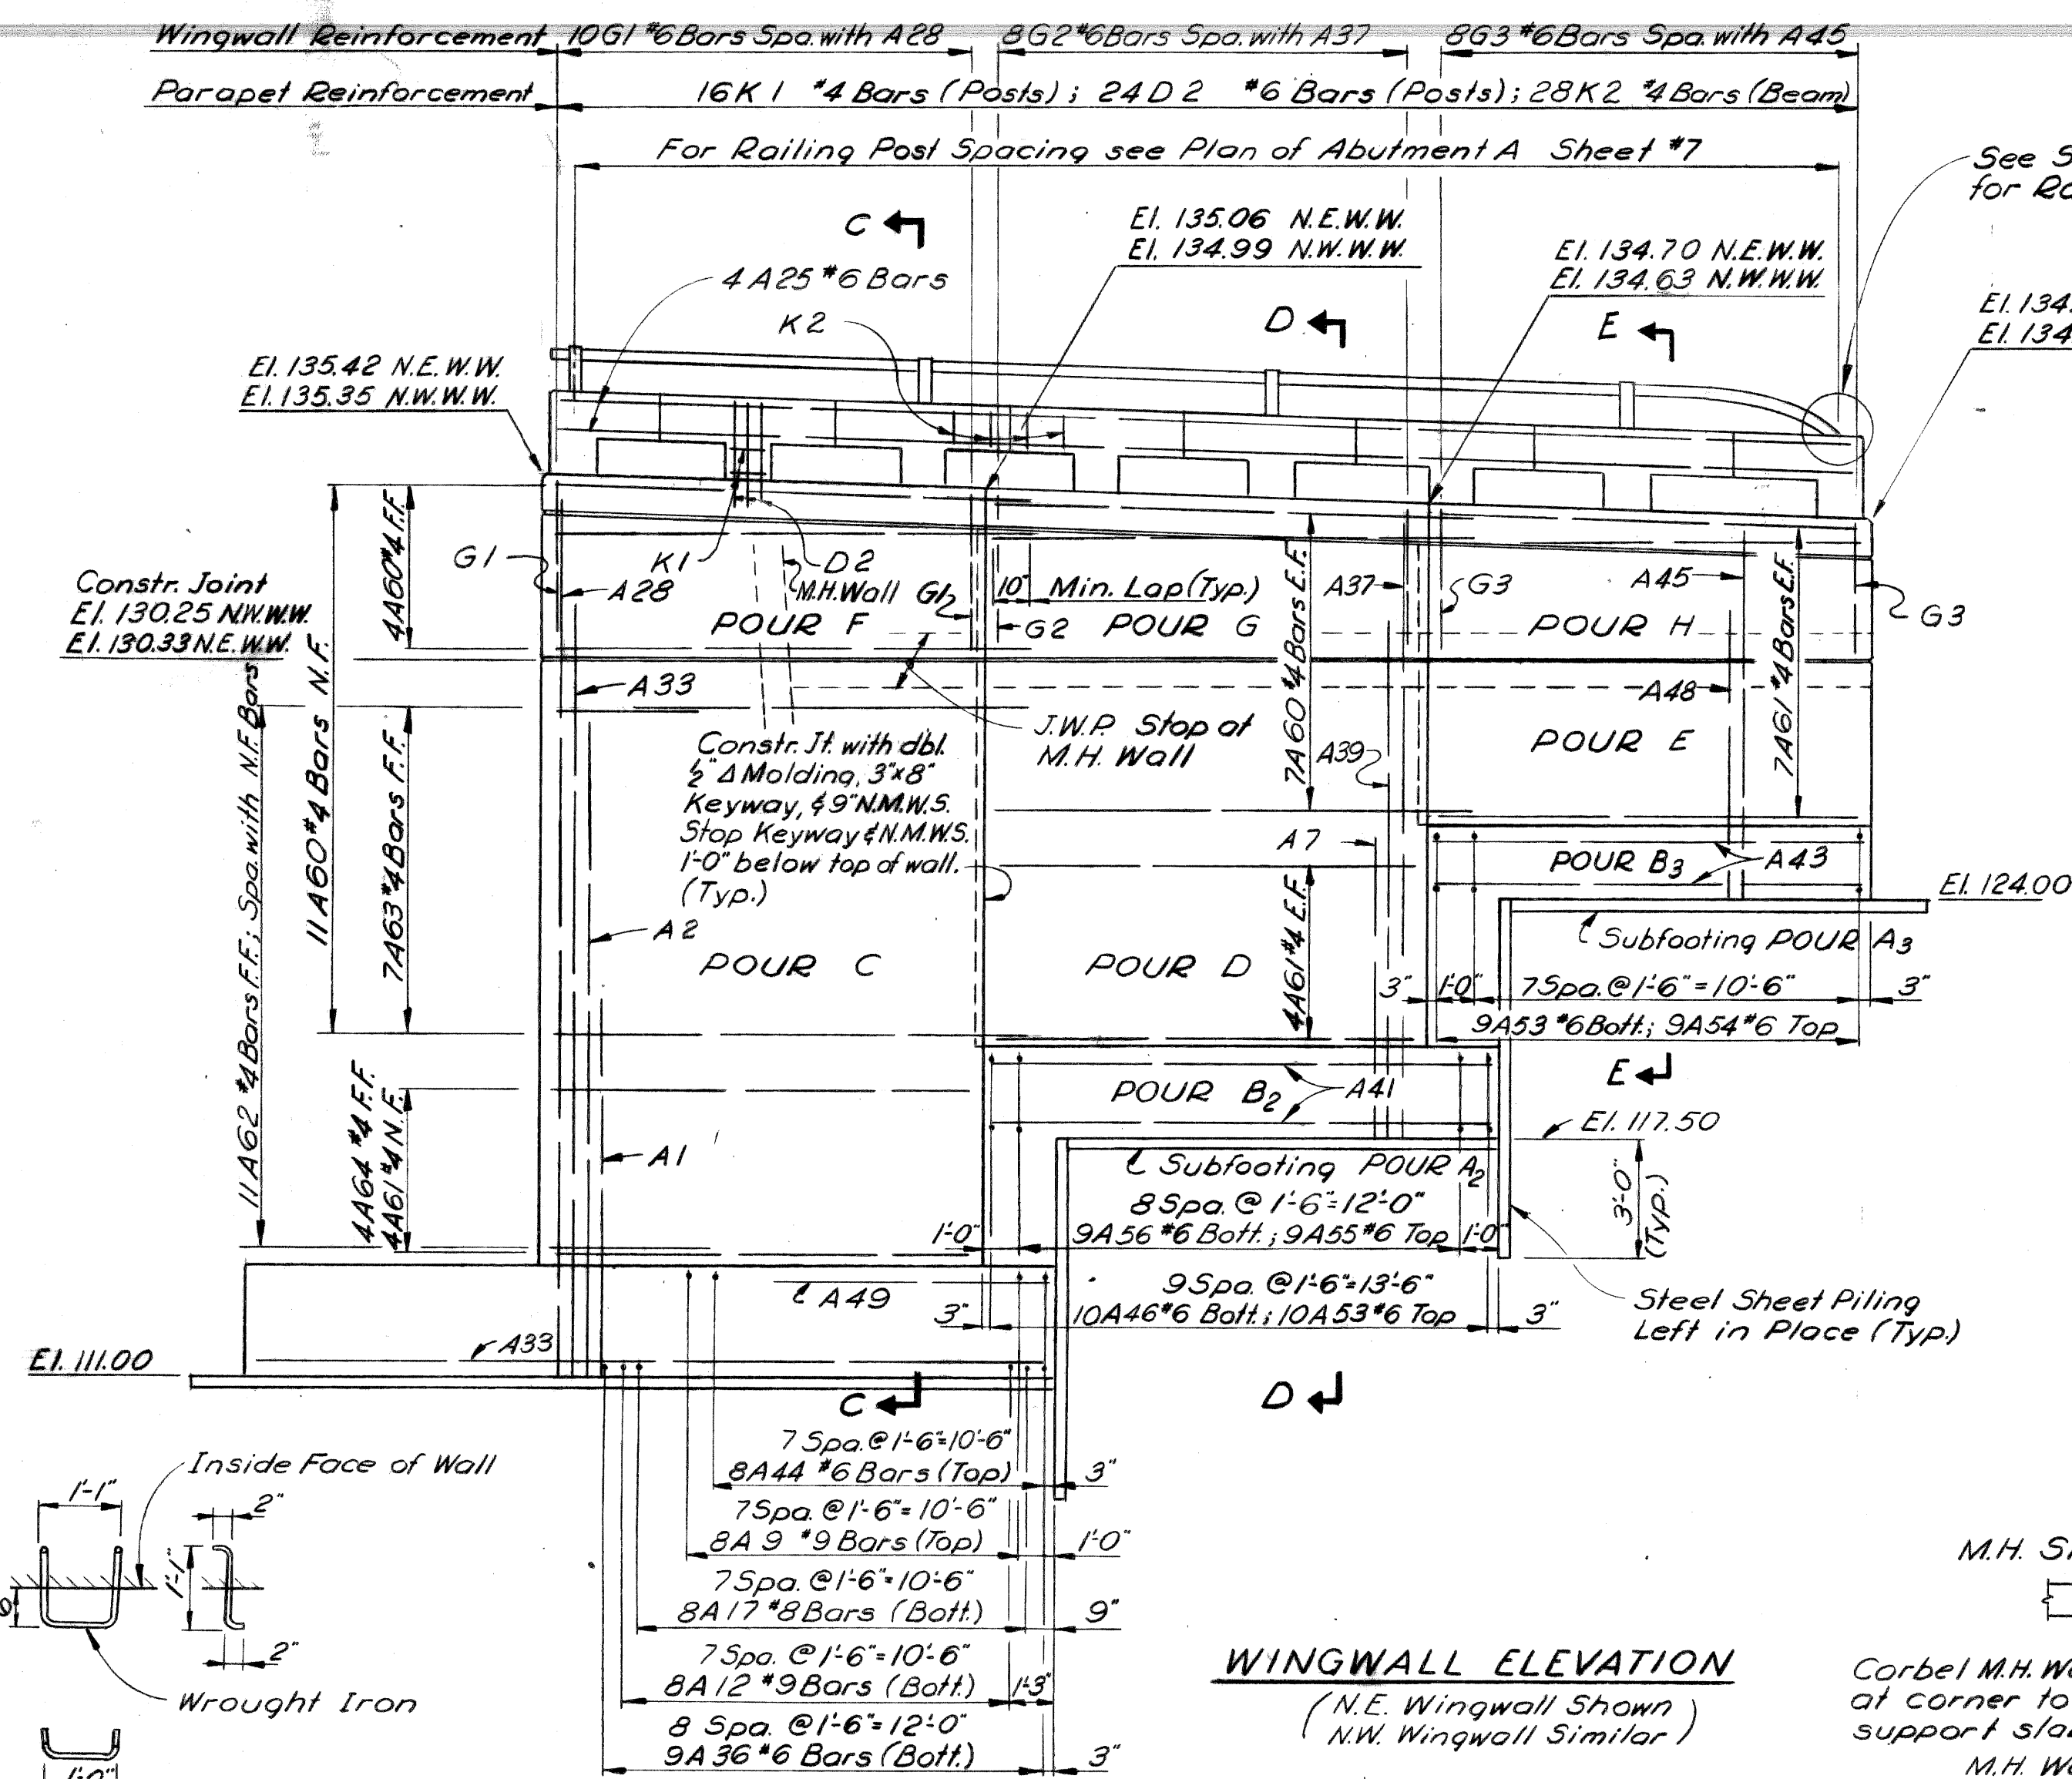 Wingwall Reinforcement
10G1 #6 Bars Spa. with A28
8G2 #6 Bars Spa. with A37
8G3 #6 Bars Spa. with A45
Parapet Reinforcement
16K1 #4 Bars (Posts); 24D2 #6 Bars (Posts); 28K2 #4 Bars (Beam)
For Railing Post Spacing see Plan of Abutment A Sheet #7
See
for
C
El. 135.06 N.E.W.W.
El. 134.99 N.W.W.W.
El. 134.70 N.E.W.W.
El. 134.63 N.W.W.W.
4 A25 #6 Bars
K2
D
E
El. 134.
El. 134
El. 135.42 N.E.W.W.
El. 135.35 N.W.W.W.
4A60 #4 F.F.
G1
K1
D2
A28
M.H. Wall
10"
Min. Lap (Typ.)
A37
G3
A45
G3
Constr. Joint
El. 130.25 N.W.W.W.
El. 130.33 N.E.W.W.
POUR F
G2
POUR G
POUR H
A33
A48
J.W.P. Stop at
M.H. Wall
A39
POUR E
7A60 #4 Bars E.F.
7A61 #4 Bars E.F.
11A62 #4 Bars F.F.; Spa. with N.F. Bars
11A60 #4 Bars N.F.
7A63 #4 Bars F.F.
Constr. Jt. with dbl.
½" Δ Molding, 3"x8"
Keyway, & 9" N.M.W.S.
Stop Keyway & N.M.W.S.
1'-0" below top of wall.
(Typ.)
A7
POUR B3
A43
El. 124.00
A2
Subfooting POUR A3
POUR C
POUR D
4A61 #4 E.F.
3"
1'-0"
7 Spa. @ 1'-6" = 10'-6"
3"
9A53 #6 Bott.; 9A54 #6 Top
E
4A64 #4 F.F.
4A61 #4 N.F.
POUR B2
A41
El. 117.50
A1
Subfooting POUR A2
8 Spa. @ 1'-6" = 12'-0"
3'-0"
(Typ.)
1'-0"
9A56 #6 Bott.; 9A55 #6 Top
1'-0"
A49
9 Spa. @ 1'-6" = 13'-6"
3"
10A46 #6 Bott.; 10A53 #6 Top
3"
Steel Sheet Piling
Left in Place (Typ.)
A33
El. 111.00
C
D
7 Spa. @ 1'-6" = 10'-6"
8A44 #6 Bars (Top)
3"
Inside Face of Wall
1'-1"
2"
7 Spa. @ 1'-6" = 10'-6"
8A9 #9 Bars (Top)
1'-0"
1'-1"
7 Spa. @ 1'-6" = 10'-6"
8A17 #8 Bars (Bott.)
9"
2"
7 Spa. @ 1'-6" = 10'-6"
8A12 #9 Bars (Bott.)
1'-3"
Wrought Iron
8 Spa. @ 1'-6" = 12'-0"
9A36 #6 Bars (Bott.)
3"
1'-0"
WINGWALL ELEVATION
(N.E. Wingwall Shown
N.W. Wingwall Similar)
M.H.
Corbel M.H.
at corner to
support
M.H.